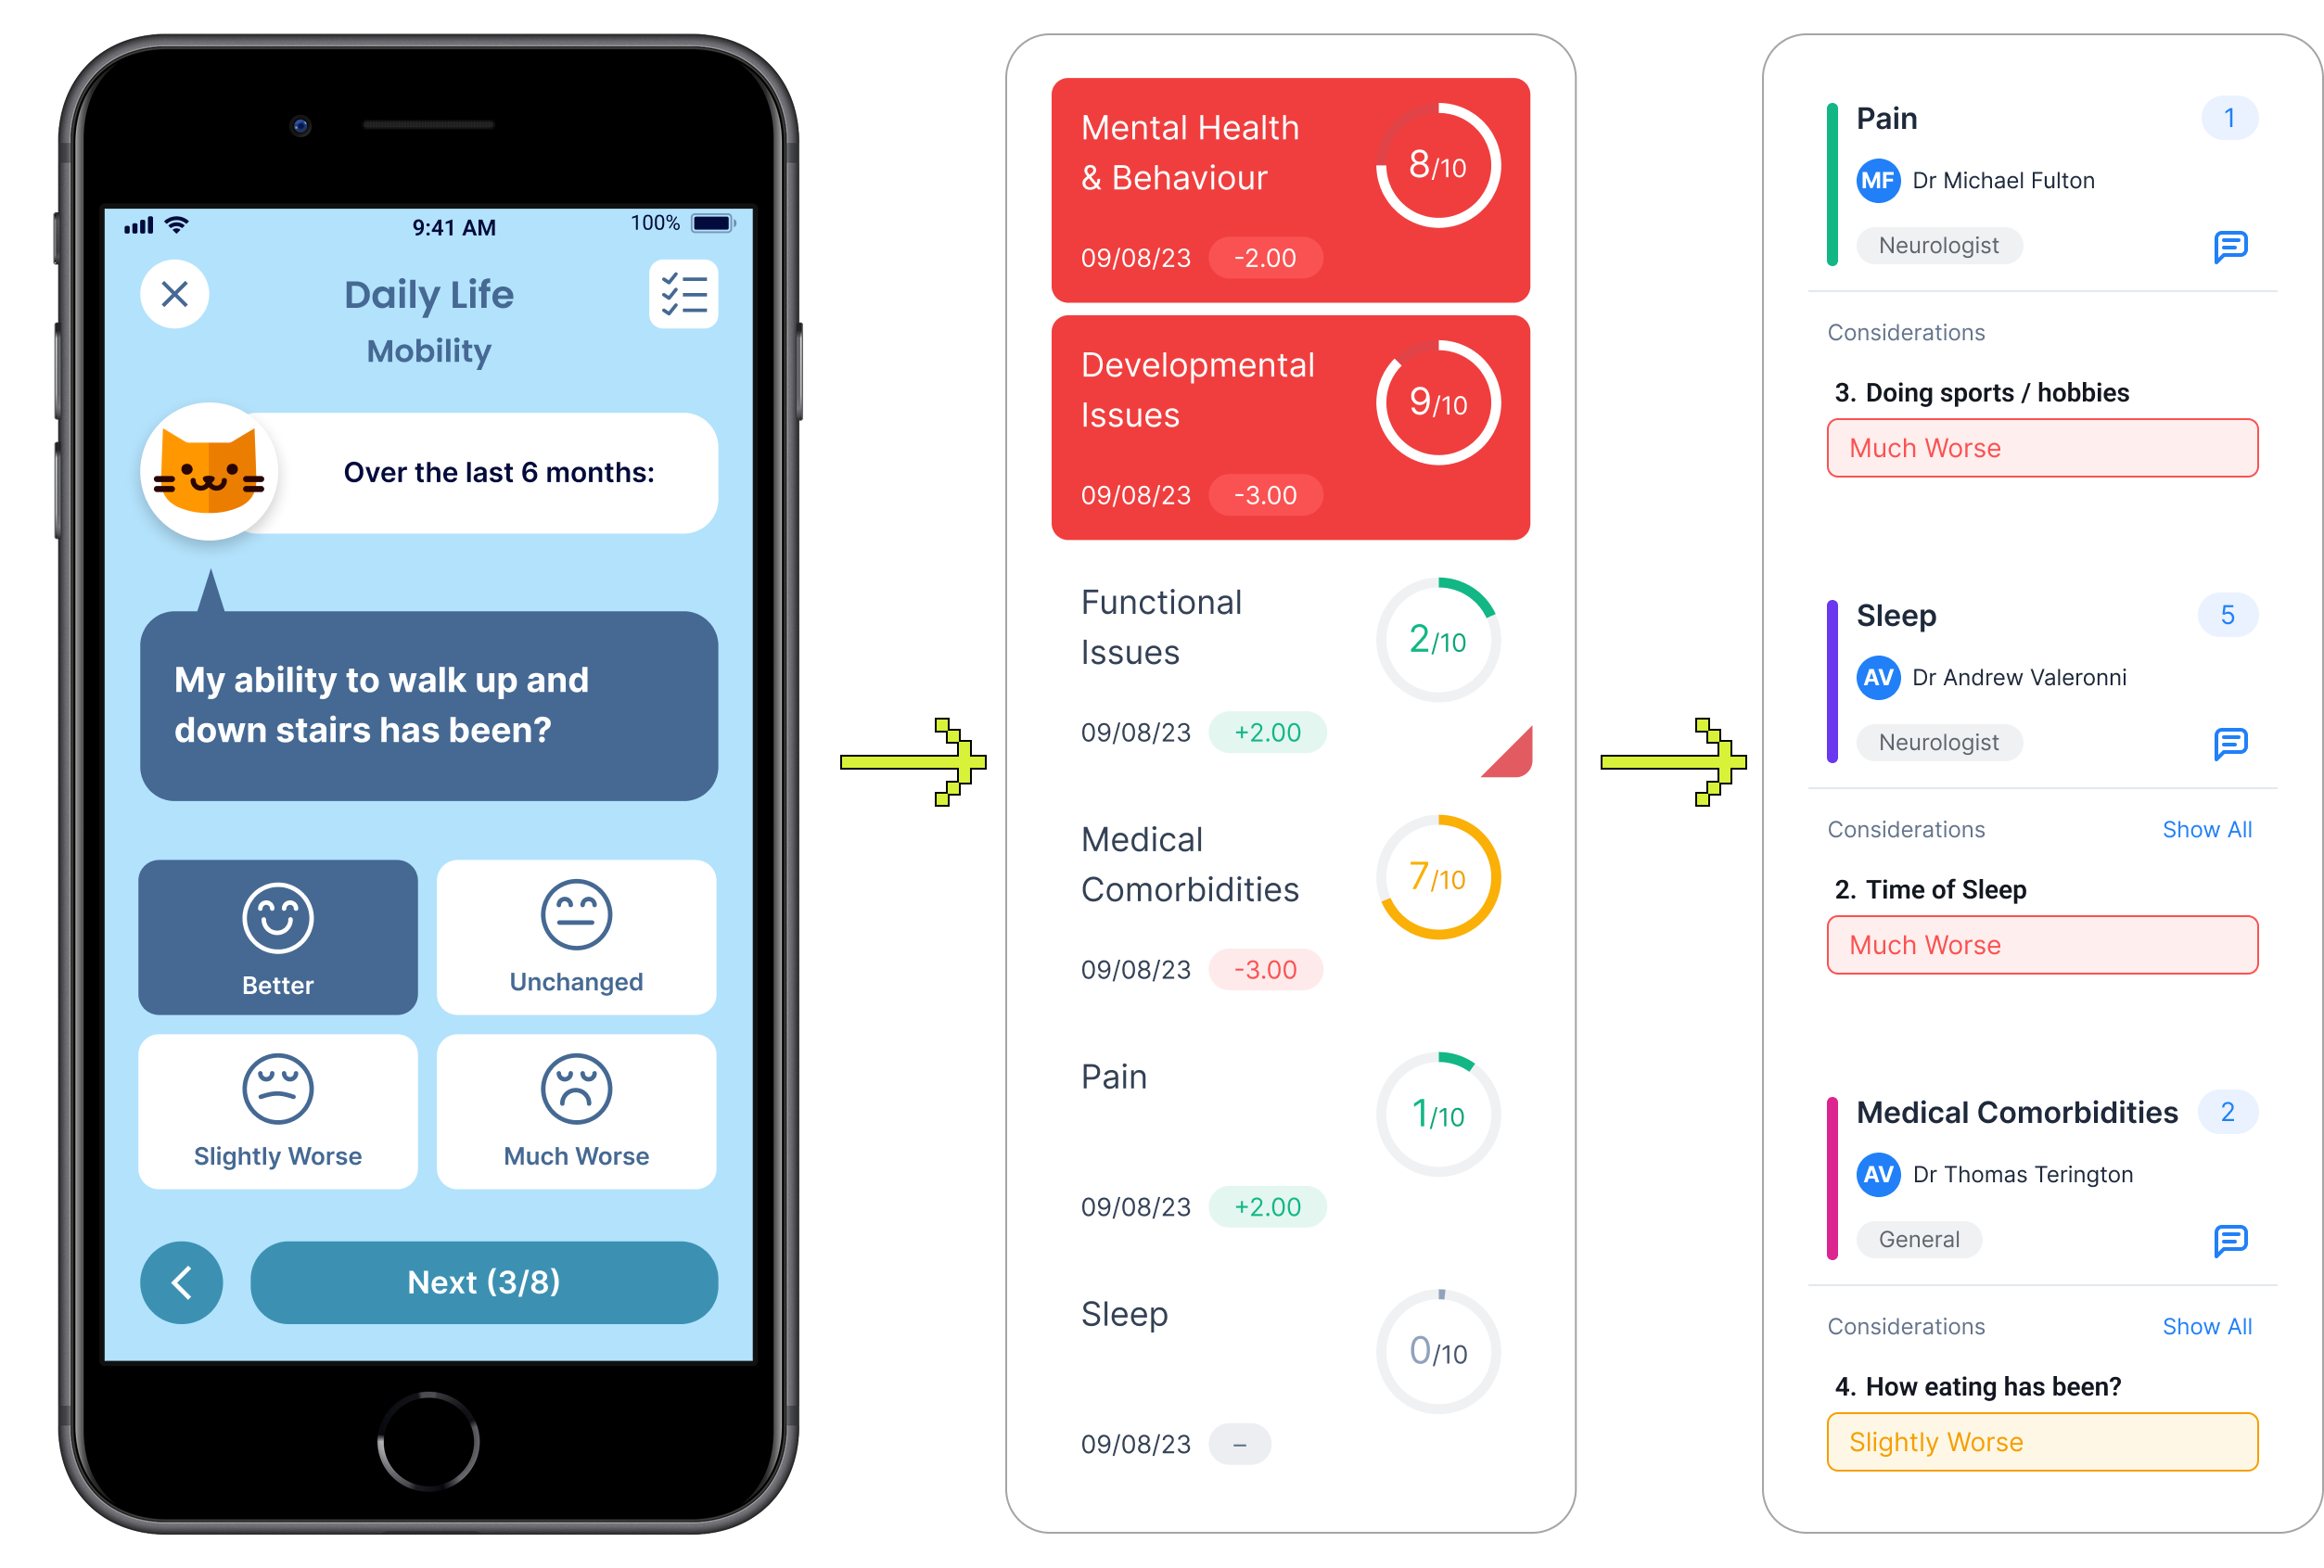 9:41 AM
100%
Daily Life
Mobility
Over the last 6 months:
My ability to walk up and
down stairs has been?
Better
Unchanged
Slightly Worse
Much Worse
Next (3/8)
Mental Health
& Behaviour
8/10
09/08/23
-2.00
Developmental
Issues
9/10
09/08/23
-3.00
Functional
Issues
2/10
09/08/23
+2.00
Medical
Comorbidities
7/10
09/08/23
-3.00
Pain
1/10
09/08/23
+2.00
Sleep
0/10
09/08/23
–
Pain
1
MF
Dr Michael Fulton
Neurologist
Considerations
3. Doing sports / hobbies
Much Worse
Sleep
5
AV
Dr Andrew Valeronni
Neurologist
Considerations
Show All
2. Time of Sleep
Much Worse
Medical Comorbidities
2
AV
Dr Thomas Terington
General
Considerations
Show All
4. How eating has been?
Slightly Worse